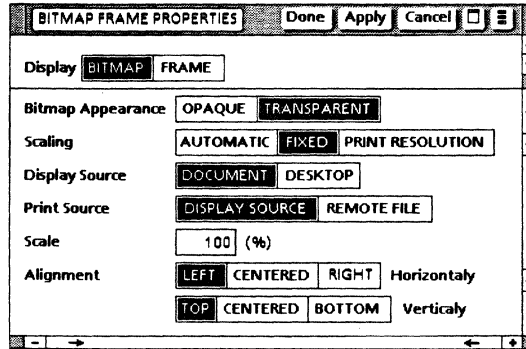 BITMAP FRAME PROPERTIES Done Apply Cancel
Display BITMAP FRAME
Bitmap Appearance OPAQUE TRANSPARENT
Scaling AUTOMATIC FIXED PRINT RESOLUTION
Display Source DOCUMENT DESKTOP
Print Source DISPLAY SOURCE REMOTE FILE
Scale 100 (%)
Alignment LEFT CENTERED RIGHT Horizontaly
TOP CENTERED BOTTOM Verticaly